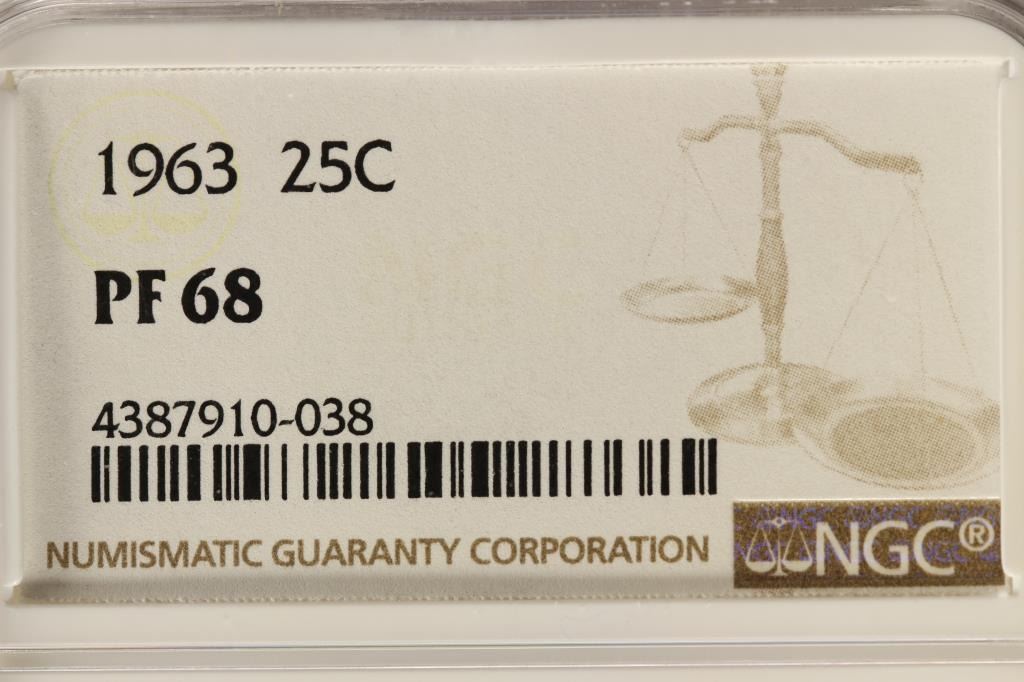 1963 25C
PF 68
4387910-038
NUMISMATIC GUARANTY CORPORATION
NGC®